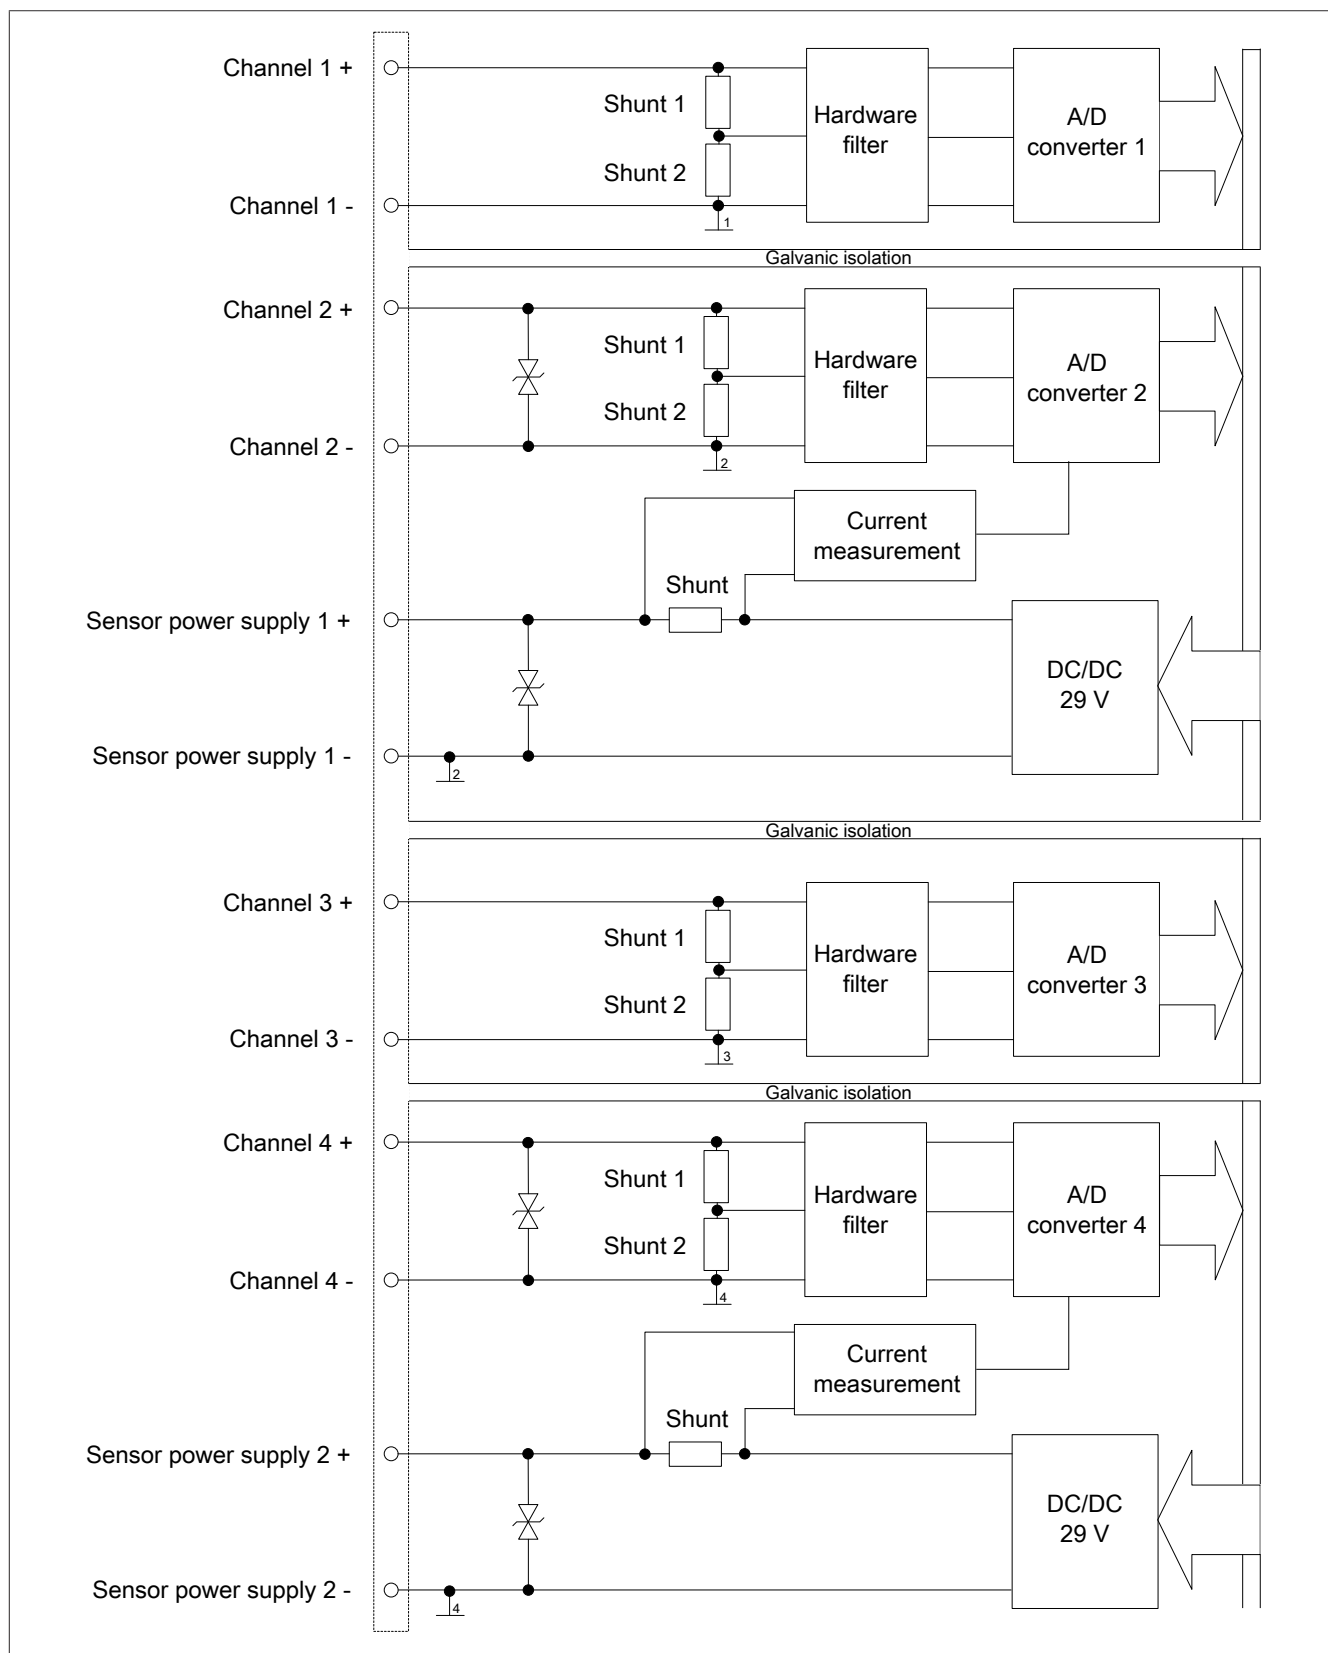 Channel 1 +
Shunt 1
Shunt 2
Hardware
filter
A/D
converter 1
Channel 1 -
1
Galvanic isolation
Channel 2 +
Shunt 1
Shunt 2
Hardware
filter
A/D
converter 2
Channel 2 -
2
Current
measurement
Shunt
Sensor power supply 1 +
DC/DC
29 V
Sensor power supply 1 -
2
Galvanic isolation
Channel 3 +
Shunt 1
Shunt 2
Hardware
filter
A/D
converter 3
Channel 3 -
3
Galvanic isolation
Channel 4 +
Shunt 1
Shunt 2
Hardware
filter
A/D
converter 4
Channel 4 -
4
Current
measurement
Shunt
Sensor power supply 2 +
DC/DC
29 V
Sensor power supply 2 -
4